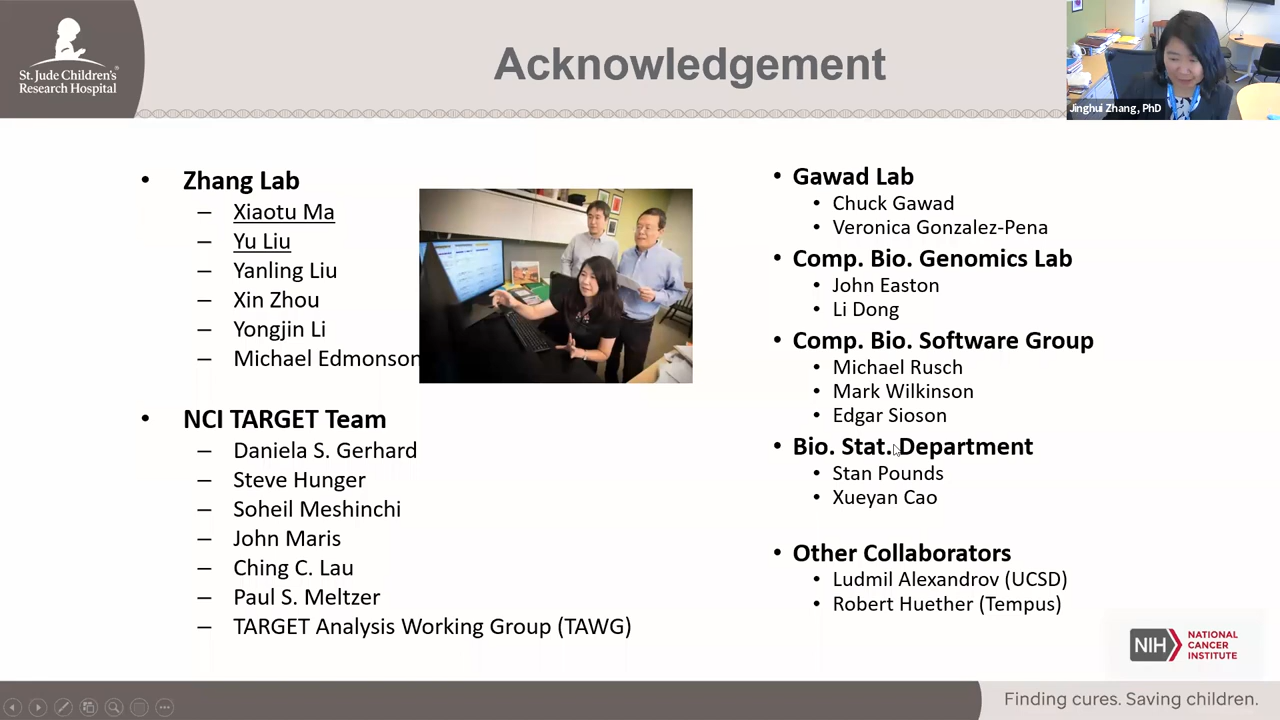 St. Jude Children's
Research Hospital
Acknowledgement
Jinghui Zhang, PhD
• Zhang Lab
– Xiaotu Ma
– Yu Liu
– Yanling Liu
– Xin Zhou
– Yongjin Li
– Michael Edmonson
• NCI TARGET Team
– Daniela S. Gerhard
– Steve Hunger
– Soheil Meshinchi
– John Maris
– Ching C. Lau
– Paul S. Meltzer
– TARGET Analysis Working Group (TAWG)
• Gawad Lab
• Chuck Gawad
• Veronica Gonzalez-Pena
• Comp. Bio. Genomics Lab
• John Easton
• Li Dong
• Comp. Bio. Software Group
• Michael Rusch
• Mark Wilkinson
• Edgar Sioson
• Bio. Stat. Department
• Stan Pounds
• Xueyan Cao
• Other Collaborators
• Ludmil Alexandrov (UCSD)
• Robert Huether (Tempus)
NIH
NATIONAL
CANCER
INSTITUTE
Finding cures. Saving children.